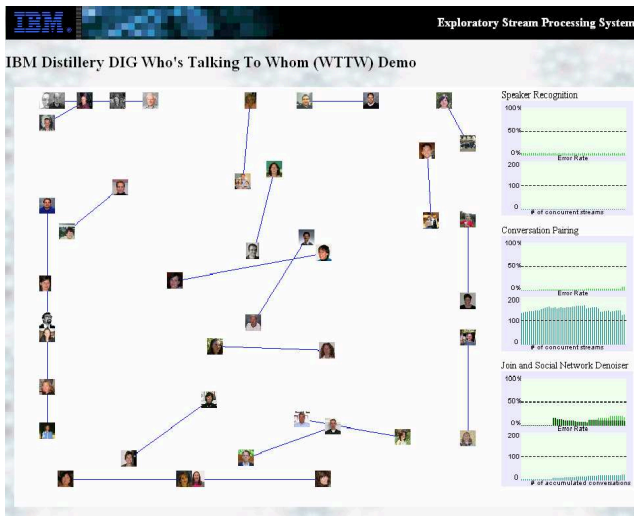 IBM
Exploratory Stream Processing System
IBM Distillery DIG Who's Talking To Whom (WTTW) Demo
Speaker Recognition
100%
50%
0%
Error Rate
200
100
0
# of concurrent streams
Conversation Pairing
100%
50%
0%
Error Rate
200
100
0
# of concurrent streams
Join and Social Network Denoiser
100%
50%
0%
Error Rate
200
100
0
# of accumulated conversations